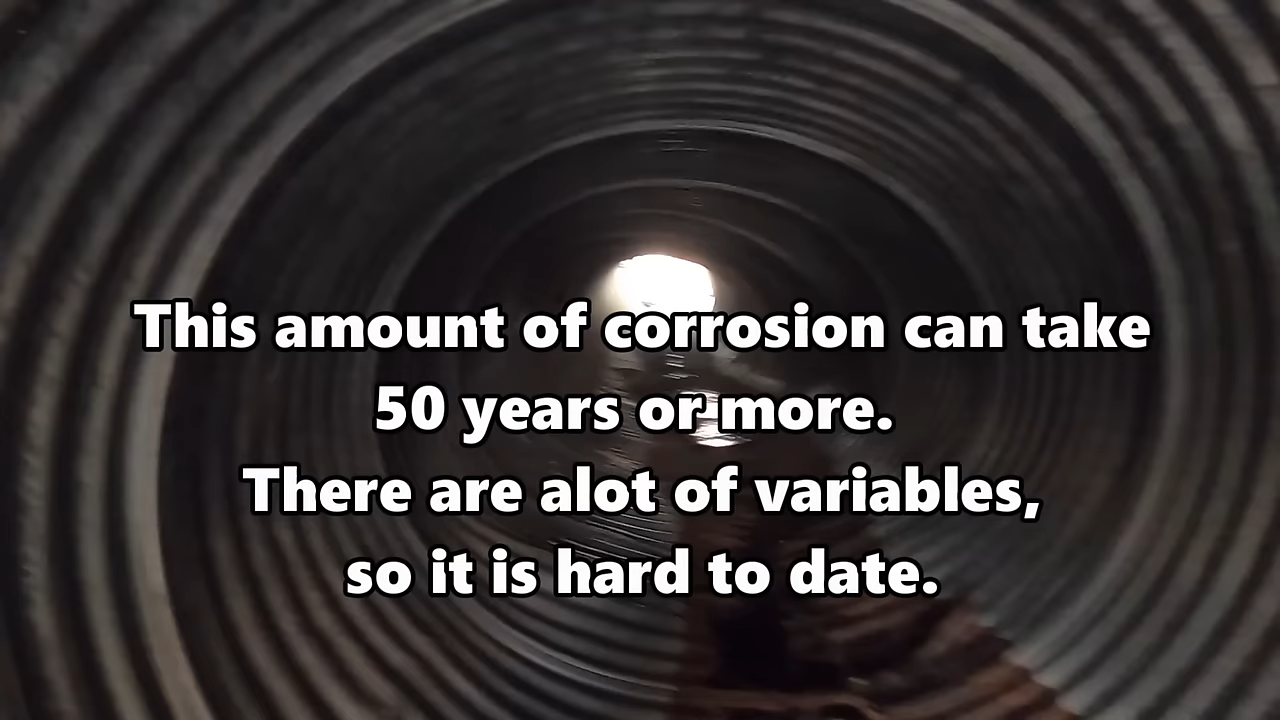 This amount of corrosion can take
50 years or more.
There are alot of variables,
so it is hard to date.